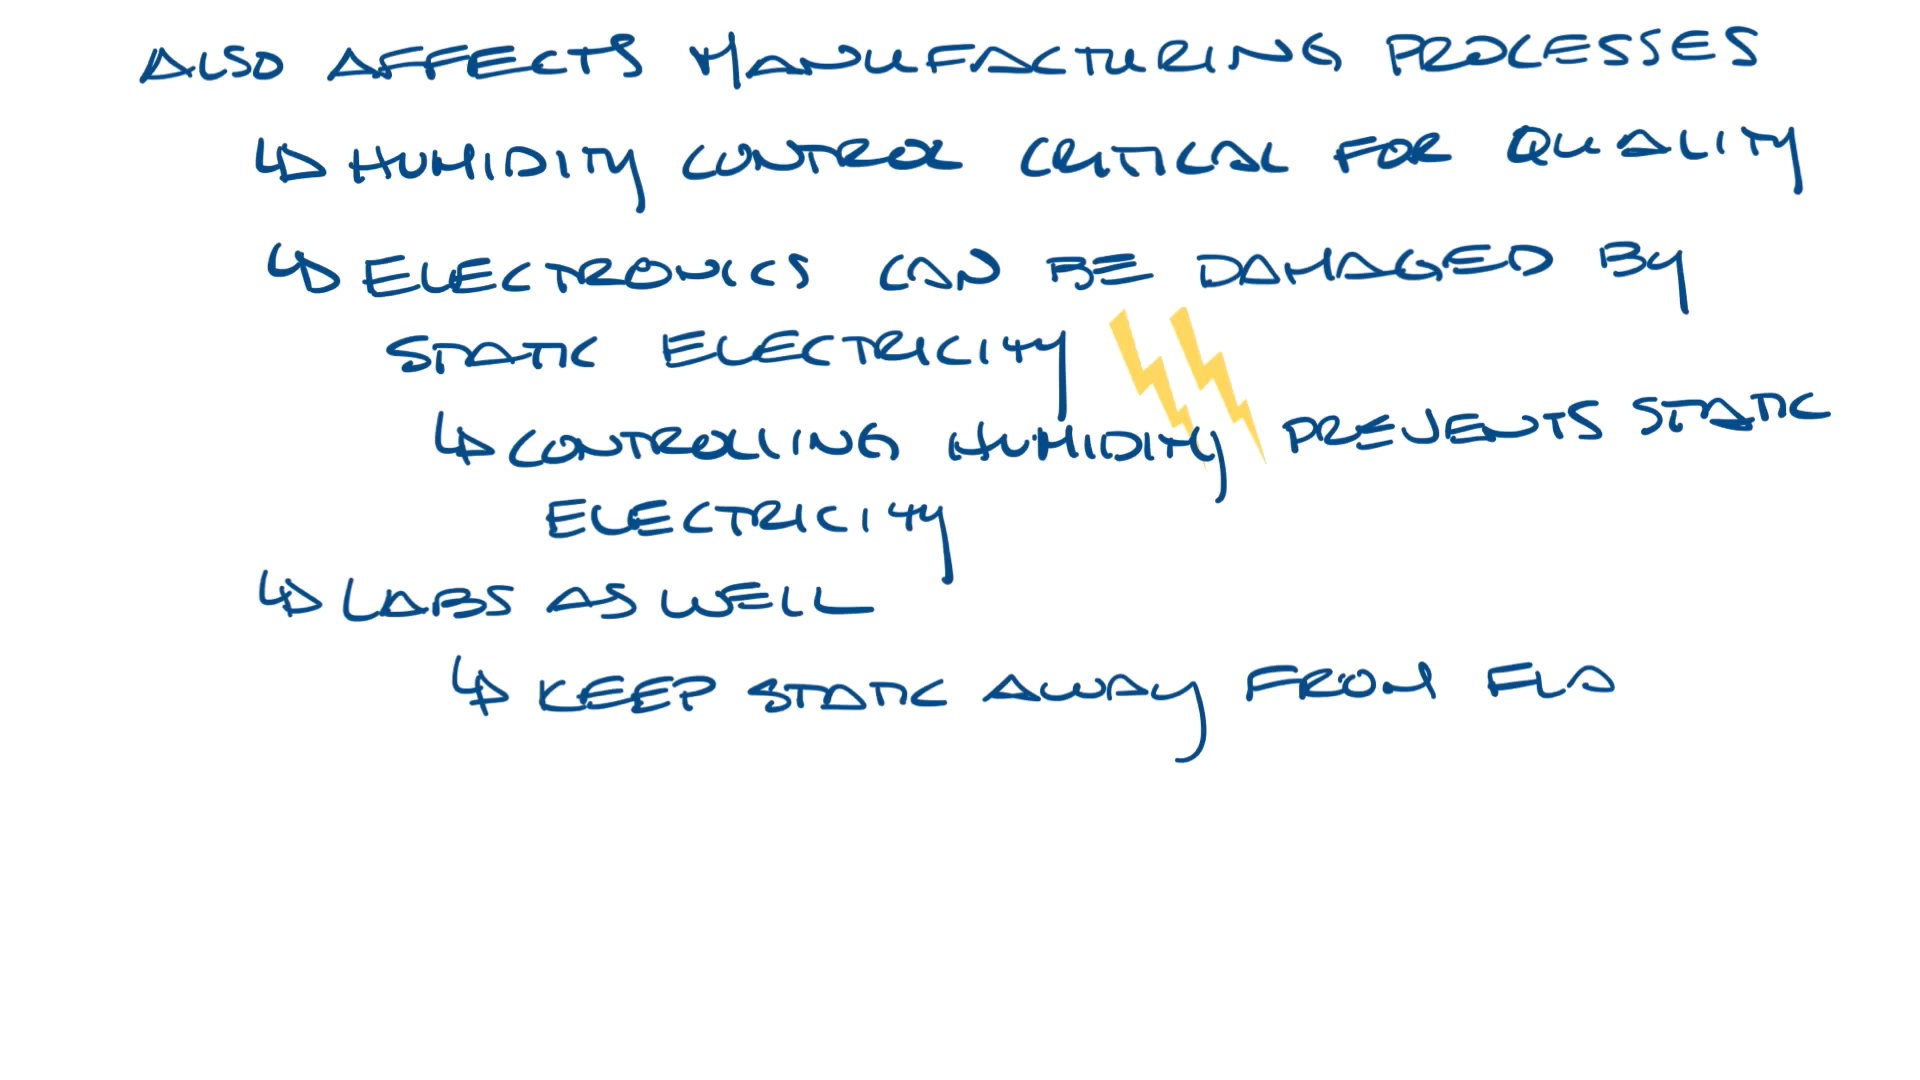 ALSO AFFECTS MANUFACTURING PROCESSES
↳ HUMIDITY CONTROL CRITICAL FOR QUALITY
↳ ELECTRONICS CAN BE DAMAGED BY
STATIC ELECTRICITY
↳ CONTROLLING HUMIDITY PREVENTS STATIC
ELECTRICITY
↳ LABS AS WELL
↳ KEEP STATIC AWAY FROM FLA